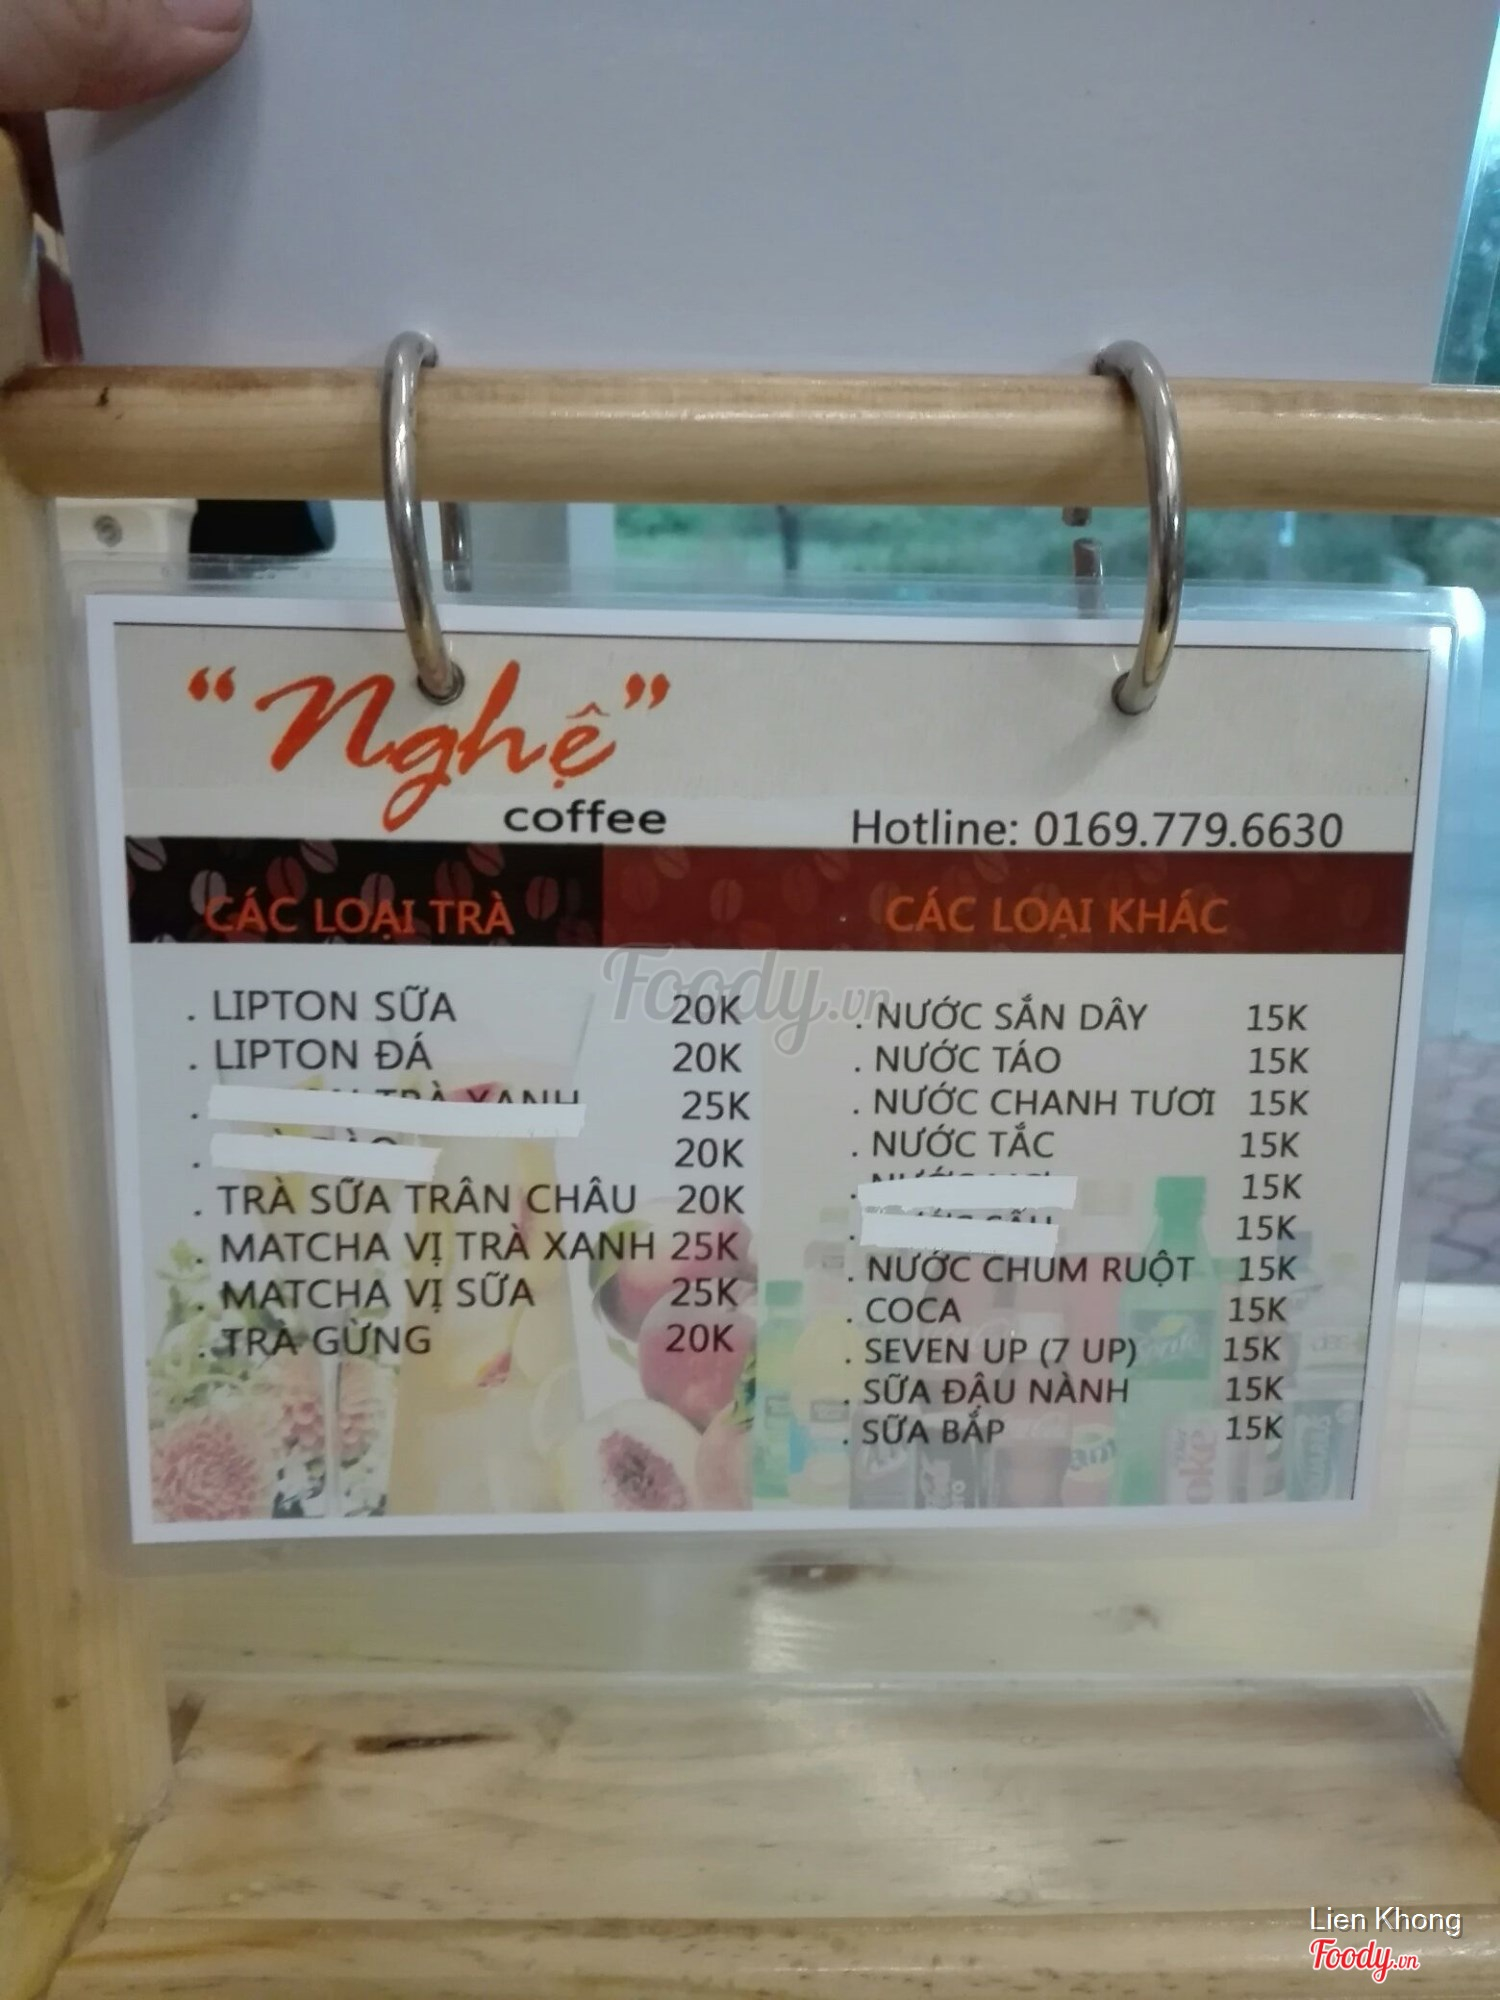 "Nghệ"
coffee
Hotline: 0169.779.6630
CÁC LOẠI TRÀ
. LIPTON SỮA 20K
. LIPTON ĐÁ 20K
. TRÀ XANH 25K
. 20K
. TRÀ SỮA TRÂN CHÂU 20K
. MATCHA VỊ TRÀ XANH 25K
. MATCHA VỊ SỮA 25K
. TRÀ GỪNG 20K
CÁC LOẠI KHÁC
. NƯỚC SẮN DÂY 15K
. NƯỚC TÁO 15K
. NƯỚC CHANH TƯƠI 15K
. NƯỚC TẮC 15K
. 15K
. 15K
. NƯỚC CHUM RUỘT 15K
. COCA 15K
. SEVEN UP (7 UP) 15K
. SỮA ĐẬU NÀNH 15K
. SỮA BẮP 15K
Foody.vn
Lien Khong
Foody.vn